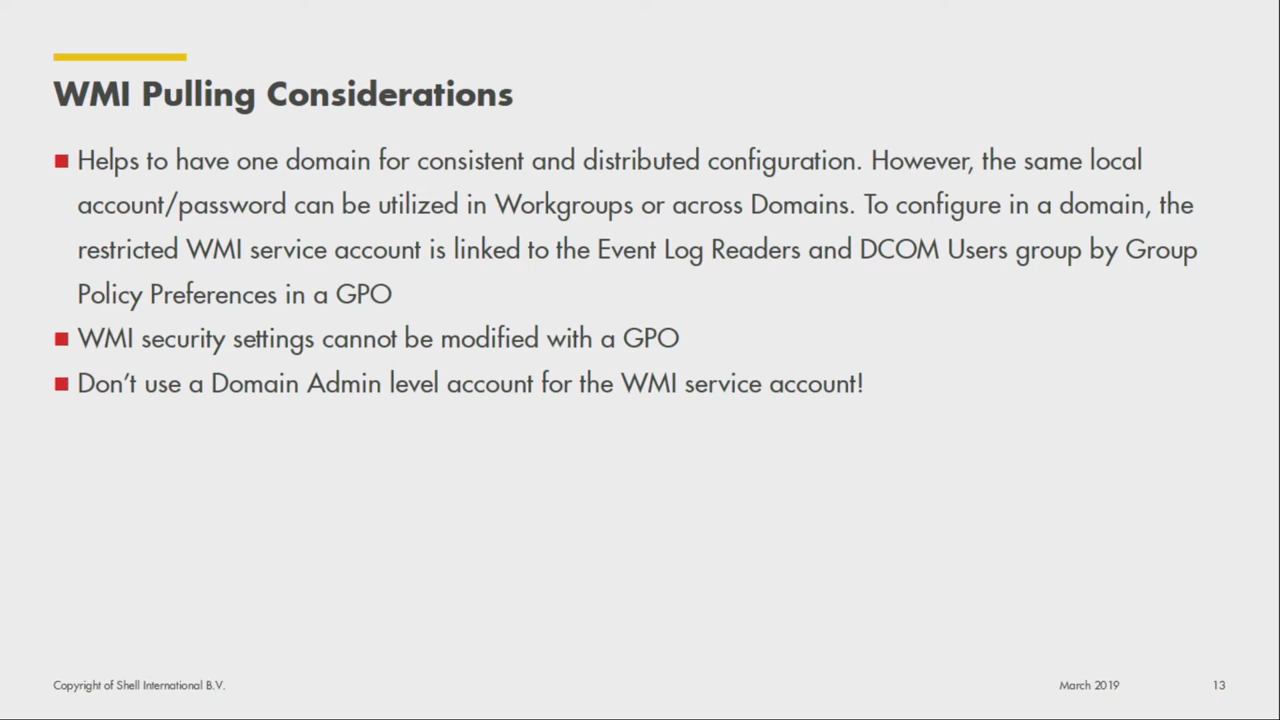 WMI Pulling Considerations
Helps to have one domain for consistent and distributed configuration. However, the same local
account/password can be utilized in Workgroups or across Domains. To configure in a domain, the
restricted WMI service account is linked to the Event Log Readers and DCOM Users group by Group
Policy Preferences in a GPO
WMI security settings cannot be modified with a GPO
Don’t use a Domain Admin level account for the WMI service account!
Copyright of Shell International B.V.
March 2019
13